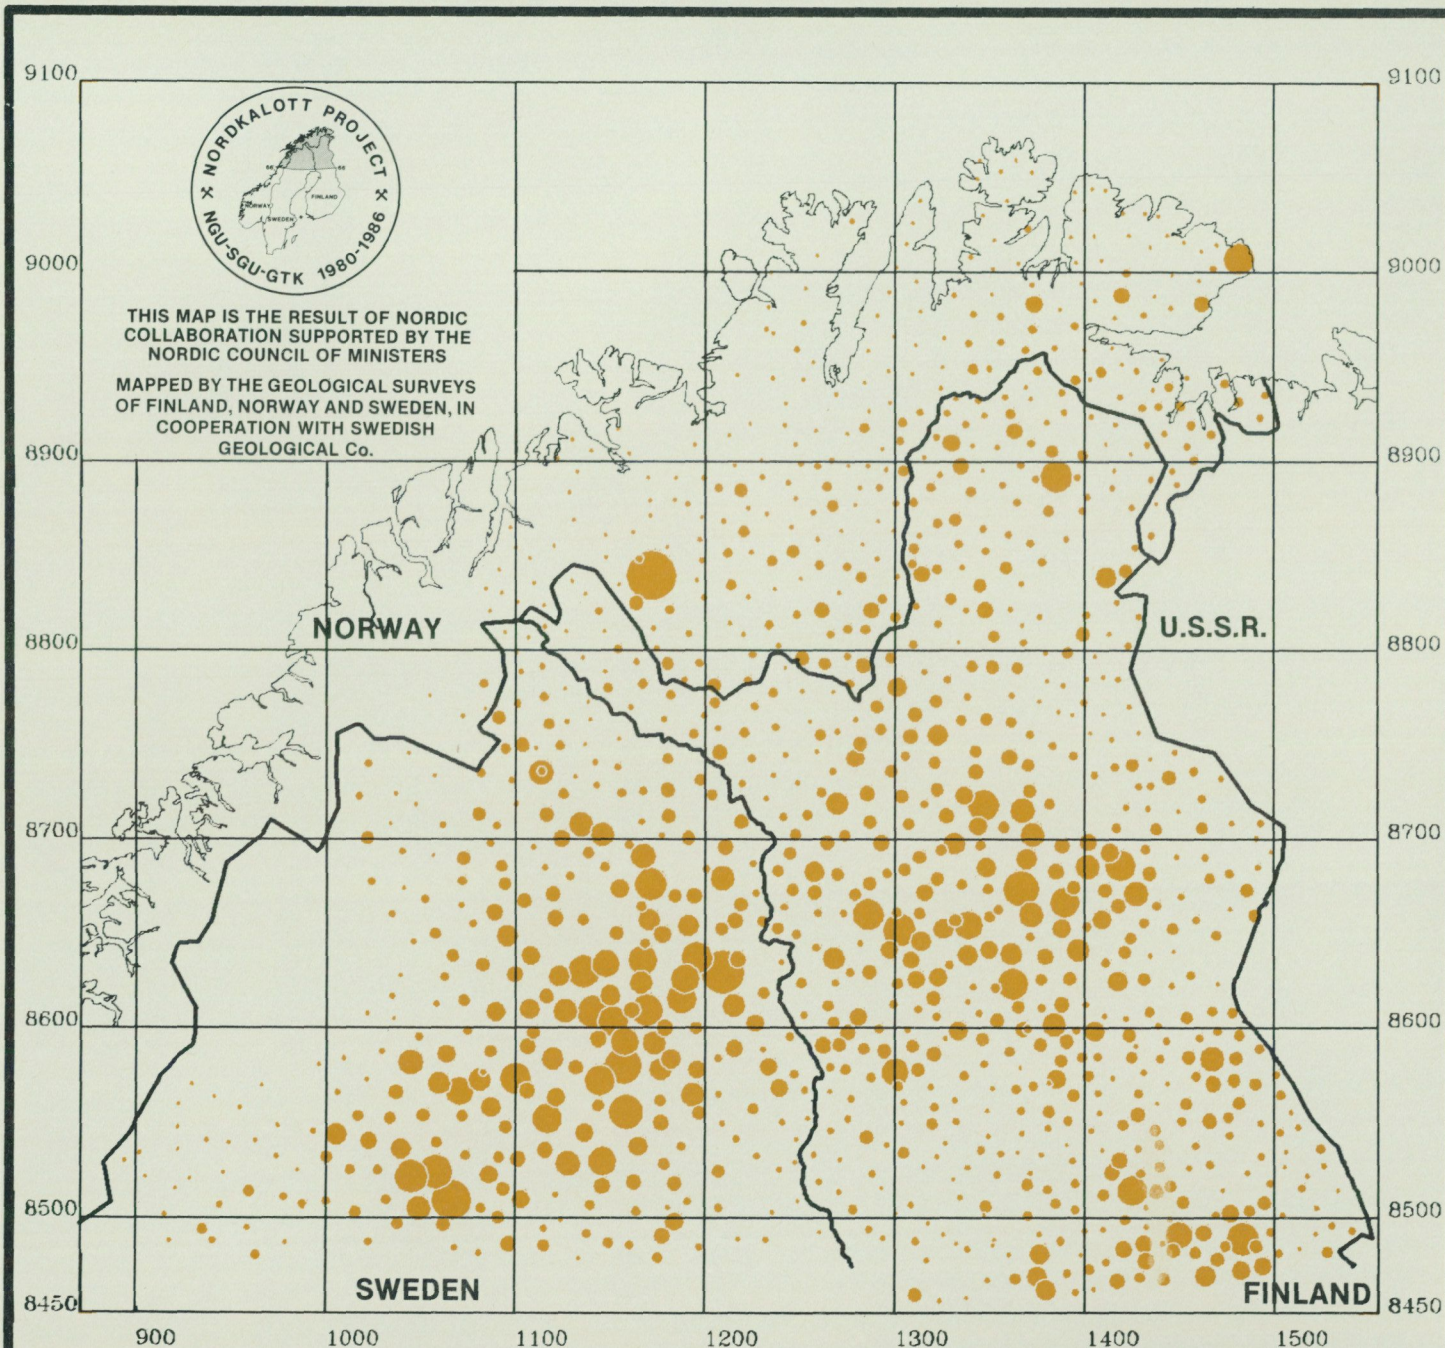 9100
9100
NORDKALOTT PROJECT
NORWAY
SWEDEN
FINLAND
66
66
NGU-SGU-GTK 1980-1986
9000
9000
THIS MAP IS THE RESULT OF NORDIC
COLLABORATION SUPPORTED BY THE
NORDIC COUNCIL OF MINISTERS
MAPPED BY THE GEOLOGICAL SURVEYS
OF FINLAND, NORWAY AND SWEDEN, IN
COOPERATION WITH SWEDISH
GEOLOGICAL Co.
8900
8900
NORWAY
U.S.S.R.
8800
8800
8700
8700
8600
8600
8500
8500
SWEDEN
FINLAND
8450
8450
900
1000
1100
1200
1300
1400
1500